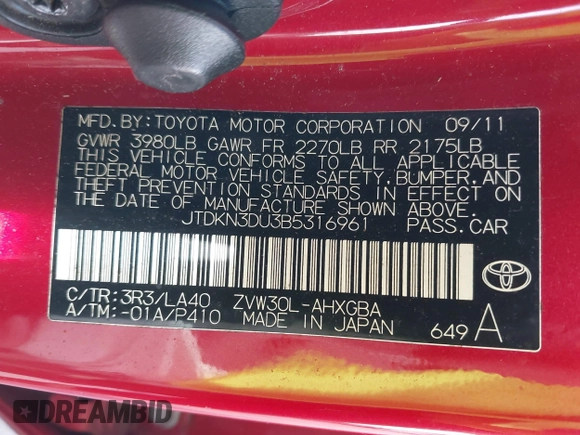 MFD. BY: TOYOTA MOTOR CORPORATION 09/11
GVWR 3980LB GAWR FR 2270LB RR 2175LB
THIS VEHICLE CONFORMS TO ALL APPLICABLE
FEDERAL MOTOR VEHICLE SAFETY, BUMPER, AND
THEFT PREVENTION STANDARDS IN EFFECT ON
THE DATE OF MANUFACTURE SHOWN ABOVE.
JTDKN3DU3B5316961 PASS. CAR
C/TR: 3R3/LA40 ZVW30L-AHXGBA
A/TM: -01A/P410 MADE IN JAPAN 649 A
DREAMBID